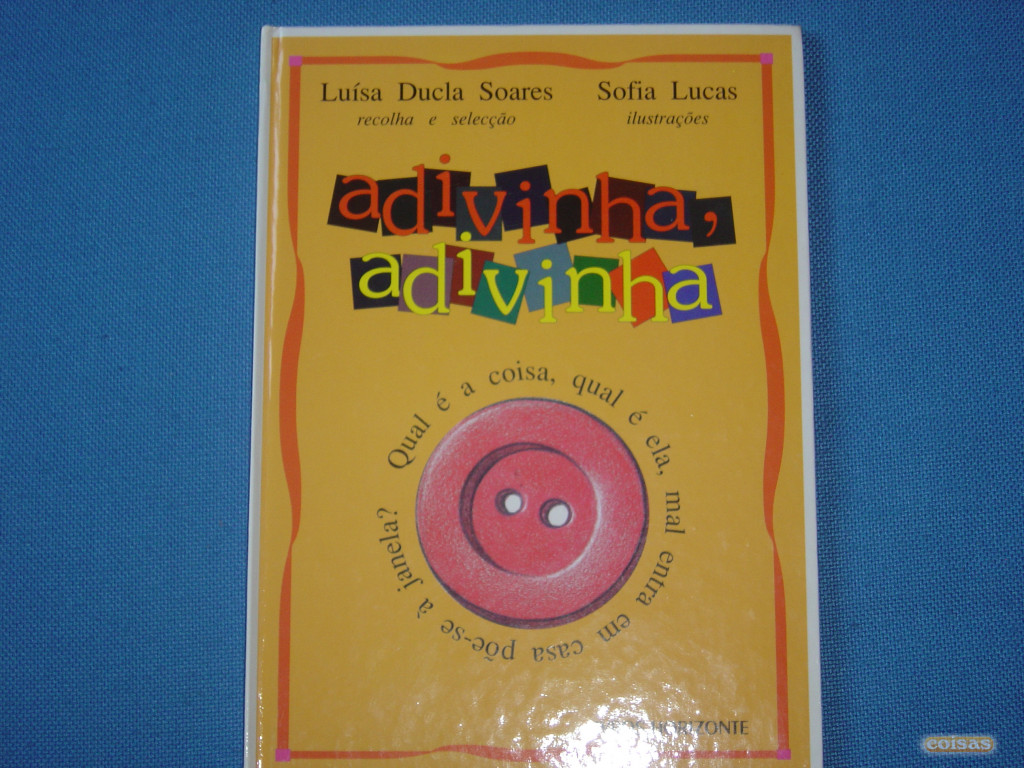 Luísa Ducla Soares Sofia Lucas
recolha e selecção ilustrações
adivinha,
adivinha
Qual é a coisa, qual é ela, mal entra em casa põe-se à janela?
HORIZONTE
coisas